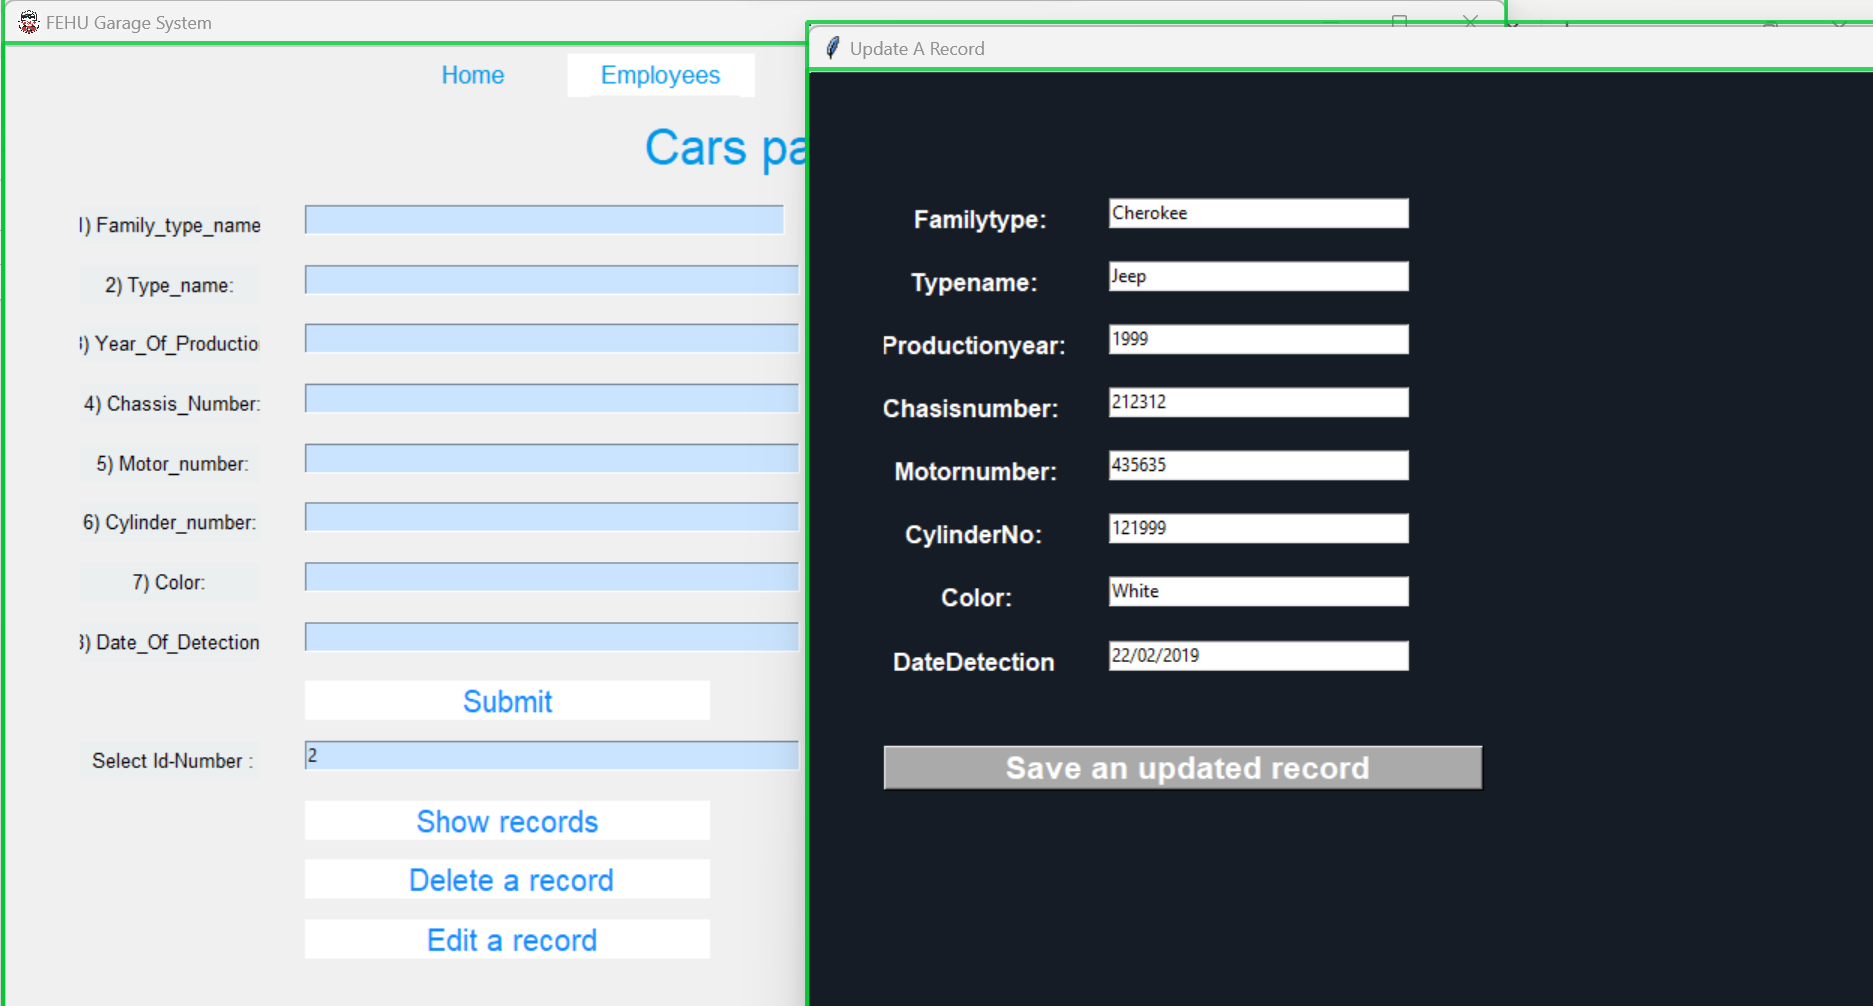 FEHU Garage System
Home
Employees
Cars pa
1) Family_type_name
2) Type_name:
3) Year_Of_Productio
4) Chassis_Number:
5) Motor_number:
6) Cylinder_number:
7) Color:
8) Date_Of_Detection
Submit
Select Id-Number :
2
Show records
Delete a record
Edit a record
Update A Record
Familytype:
Cherokee
Typename:
Jeep
Productionyear:
1999
Chasisnumber:
212312
Motornumber:
435635
CylinderNo:
121999
Color:
White
DateDetection
22/02/2019
Save an updated record